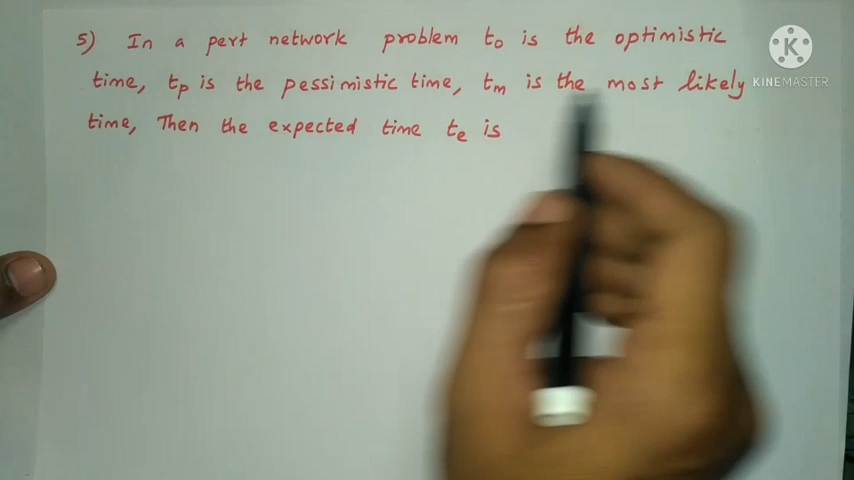 5) In a pert network problem to is the optimistic
time, tp is the pessimistic time, tm is the most likely
time, Then the expected time te is
K
KINEMASTER